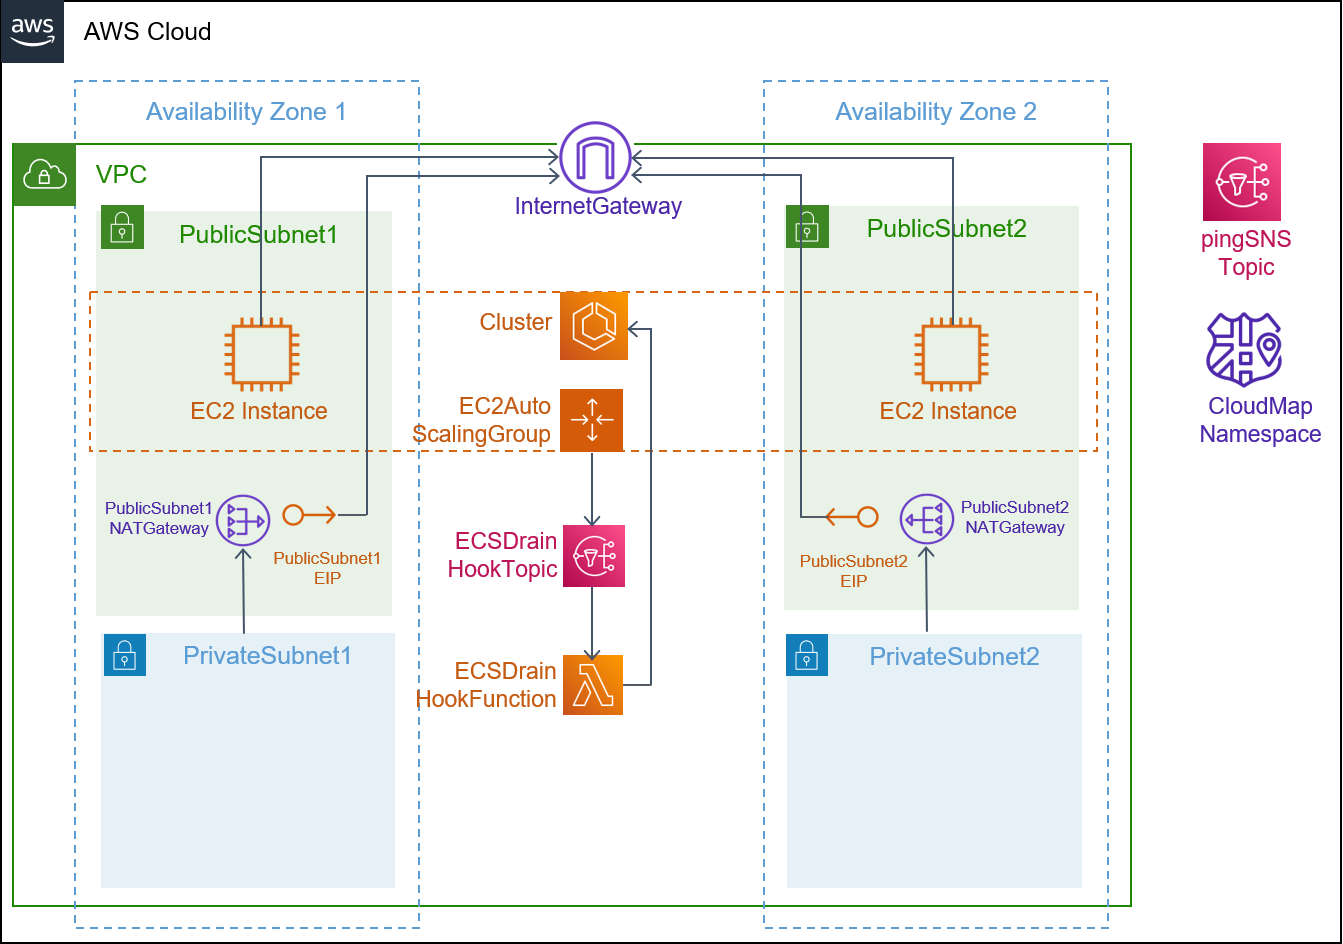 aws
AWS Cloud
Availability Zone 1
Availability Zone 2
VPC
InternetGateway
PublicSubnet1
PublicSubnet2
pingSNS
Topic
Cluster
EC2 Instance
EC2Auto
ScalingGroup
EC2 Instance
CloudMap
Namespace
PublicSubnet1
NATGateway
PublicSubnet1
EIP
ECSDrain
HookTopic
PublicSubnet2
EIP
PublicSubnet2
NATGateway
PrivateSubnet1
ECSDrain
HookFunction
PrivateSubnet2